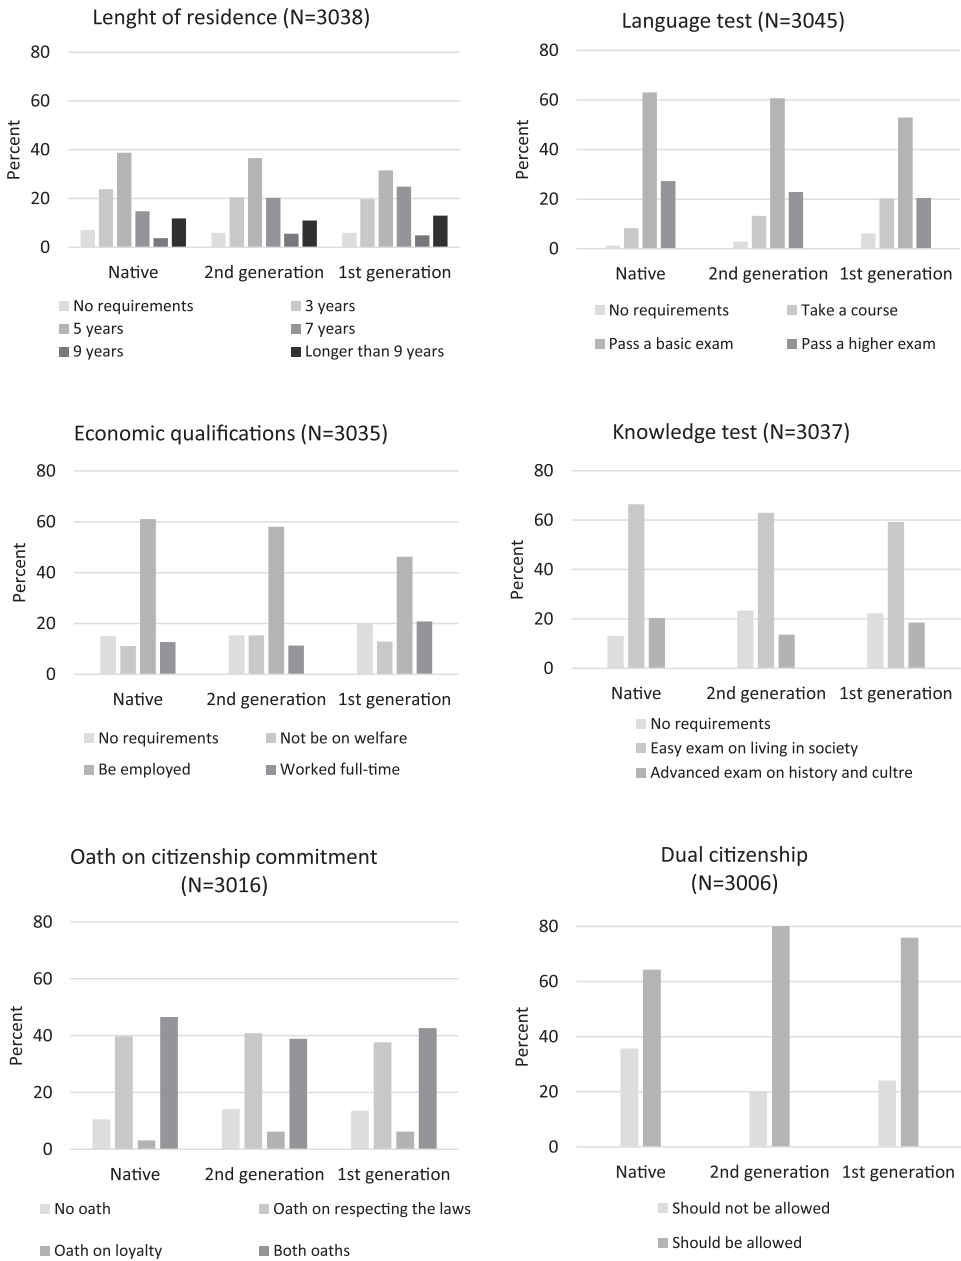 Lenght of residence (N=3038)
80
60
40
20
0
Percent
Native
2nd generation
1st generation
No requirements
3 years
5 years
7 years
9 years
Longer than 9 years
Language test (N=3045)
80
60
40
20
0
Percent
Native
2nd generation
1st generation
No requirements
Take a course
Pass a basic exam
Pass a higher exam
Economic qualifications (N=3035)
80
60
40
20
0
Percent
Native
2nd generation
1st generation
No requirements
Not be on welfare
Be employed
Worked full-time
Knowledge test (N=3037)
80
60
40
20
0
Percent
Native
2nd generation
1st generation
No requirements
Easy exam on living in society
Advanced exam on history and cultre
Oath on citizenship commitment
(N=3016)
80
60
40
20
0
Percent
Native
2nd generation
1st generation
No oath
Oath on respecting the laws
Oath on loyalty
Both oaths
Dual citizenship
(N=3006)
80
60
40
20
0
Percent
Native
2nd generation
1st generation
Should not be allowed
Should be allowed